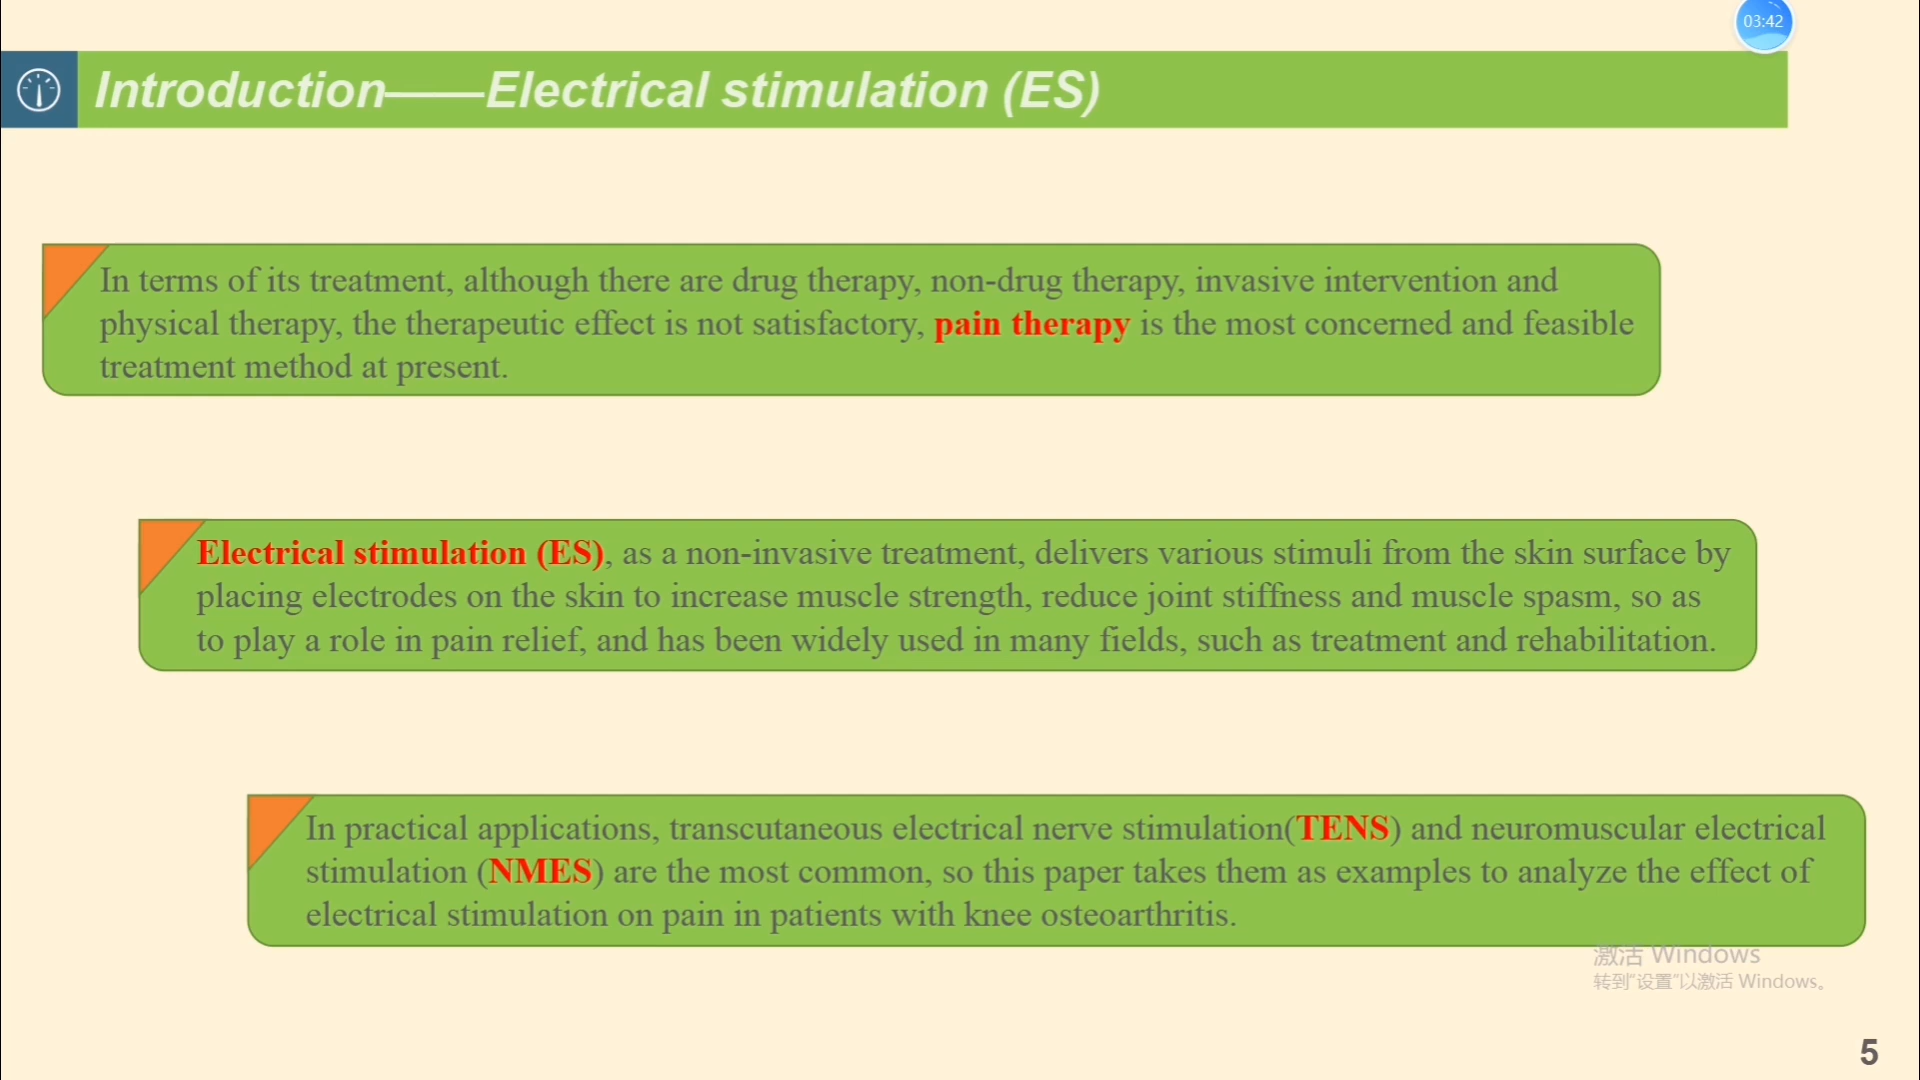 03:42
Introduction——Electrical stimulation (ES)
In terms of its treatment, although there are drug therapy, non-drug therapy, invasive intervention and
physical therapy, the therapeutic effect is not satisfactory, pain therapy is the most concerned and feasible
treatment method at present.
Electrical stimulation (ES), as a non-invasive treatment, delivers various stimuli from the skin surface by
placing electrodes on the skin to increase muscle strength, reduce joint stiffness and muscle spasm, so as
to play a role in pain relief, and has been widely used in many fields, such as treatment and rehabilitation.
In practical applications, transcutaneous electrical nerve stimulation(TENS) and neuromuscular electrical
stimulation (NMES) are the most common, so this paper takes them as examples to analyze the effect of
electrical stimulation on pain in patients with knee osteoarthritis.
激活 Windows
转到"设置"以激活 Windows。
5